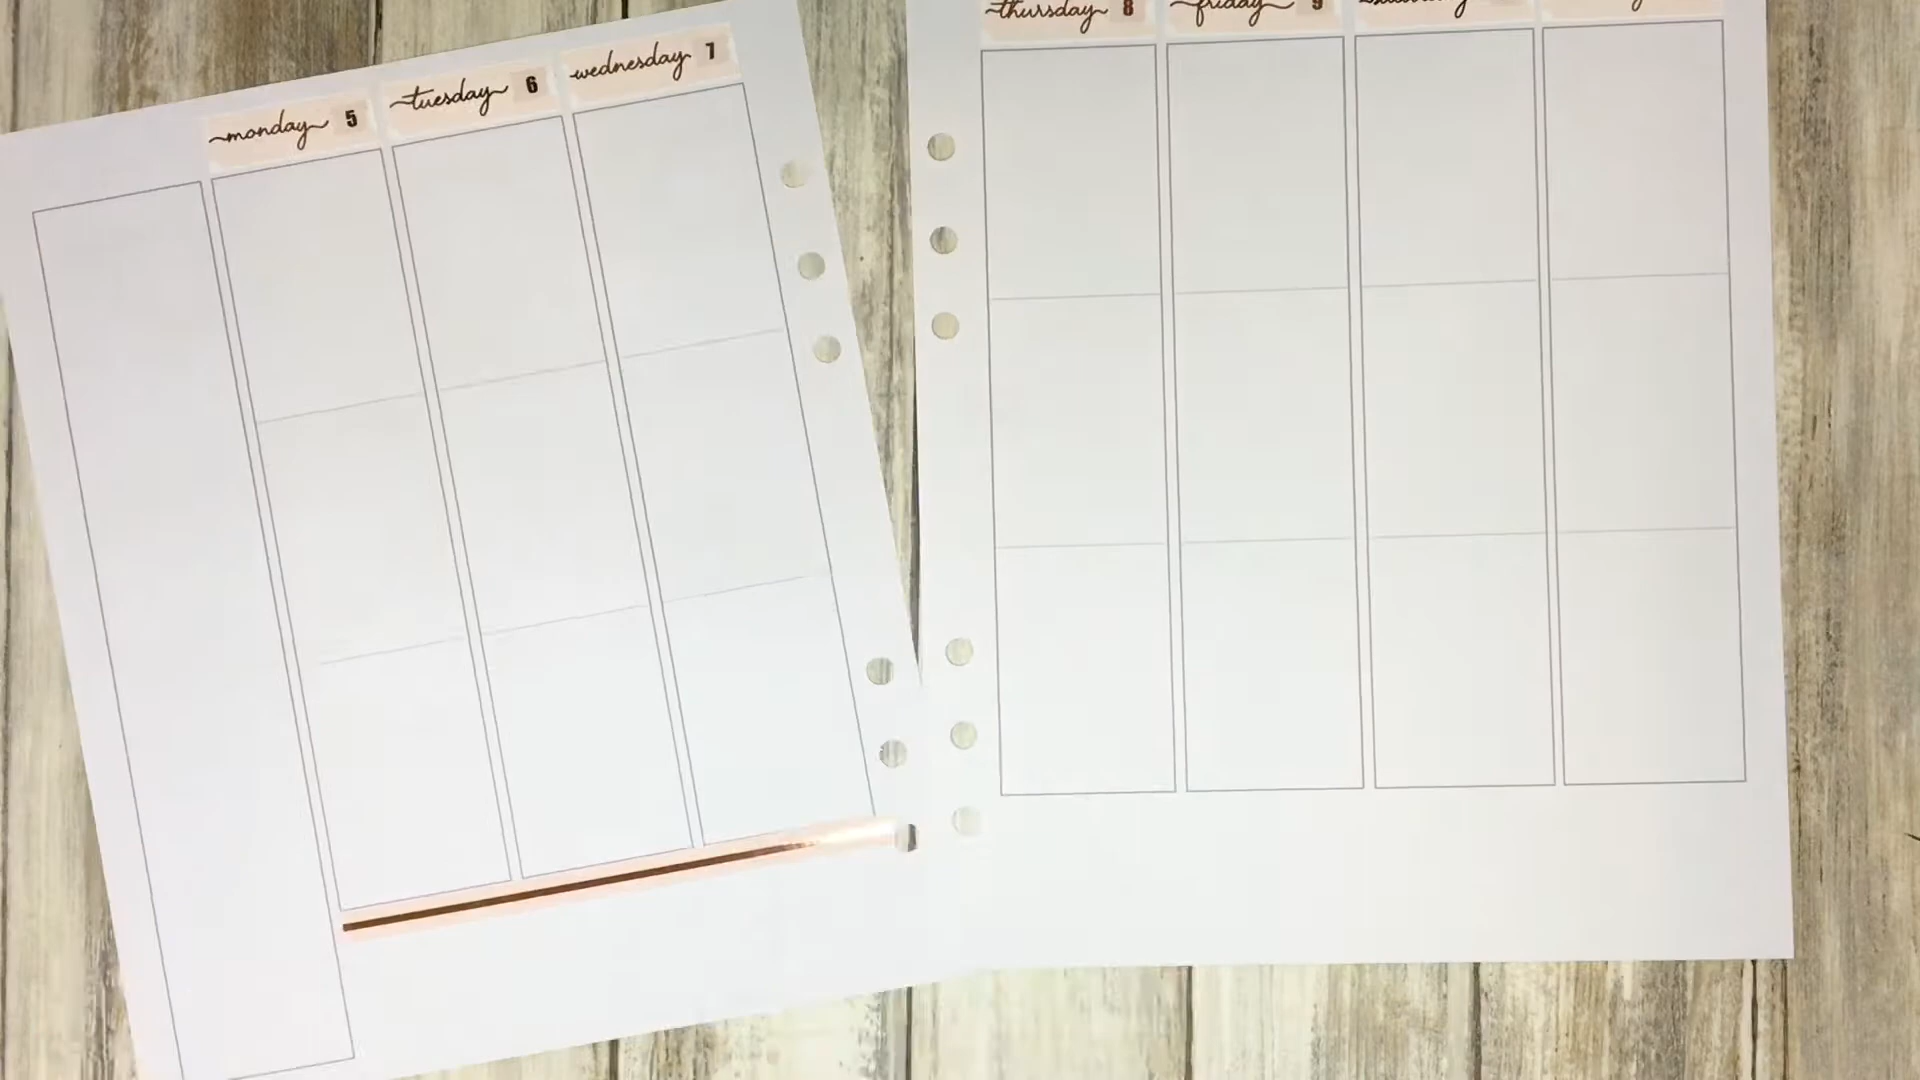 monday 5
tuesday 6
wednesday 7
thursday 8
friday 9